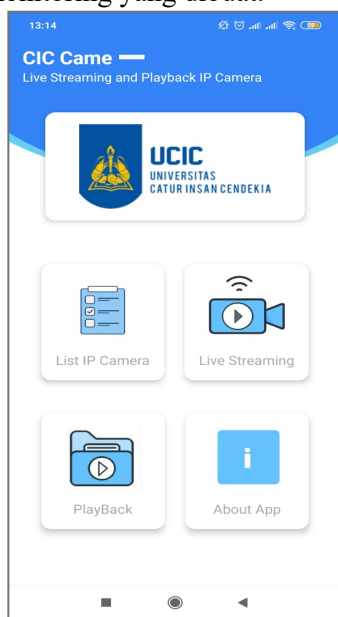 onitoring yang dibuat.
13:14
CIC Came
Live Streaming and Playback IP Camera
UCIC
UNIVERSITAS
CATUR INSAN CENDEKIA
List IP Camera
Live Streaming
PlayBack
i
About App